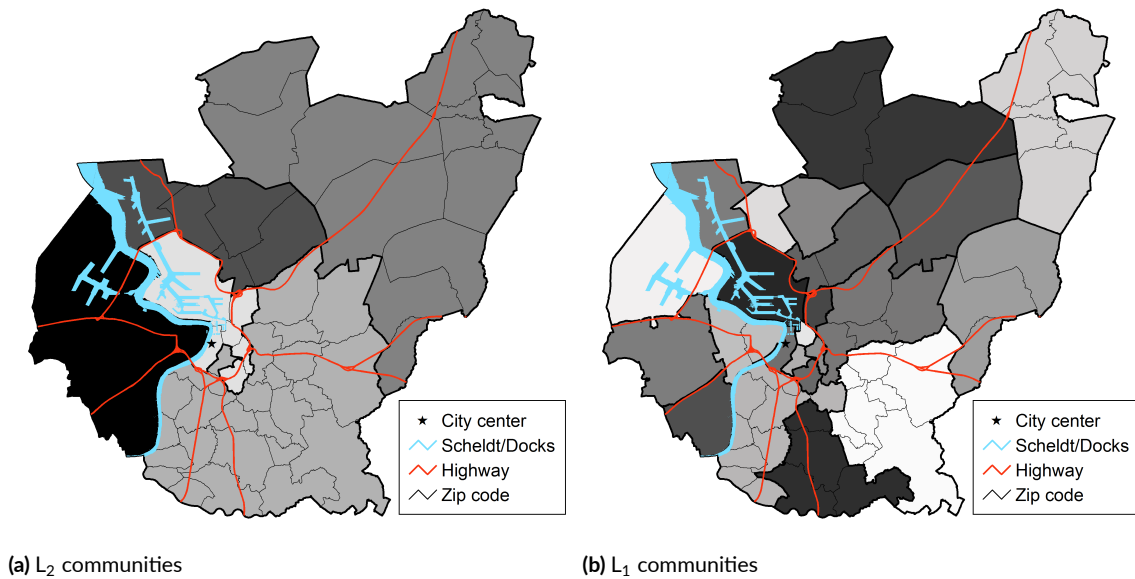 City center
Scheldt/Docks
Highway
Zip code
City center
Scheldt/Docks
Highway
Zip code
(a) L₂ communities
(b) L₁ communities